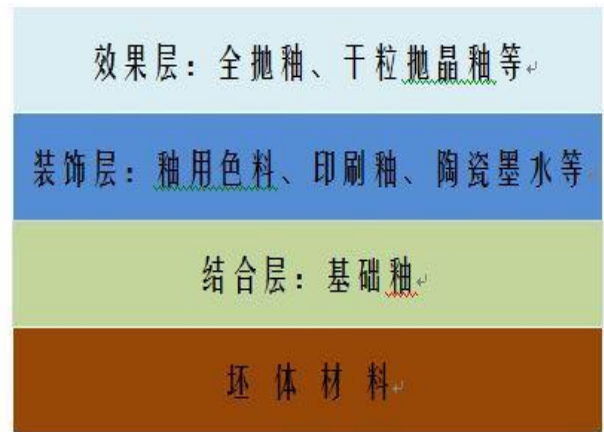 效果层：全抛釉、干粒抛晶釉等
装饰层：釉用色料、印刷釉、陶瓷墨水等
结合层：基础釉
坯体材料